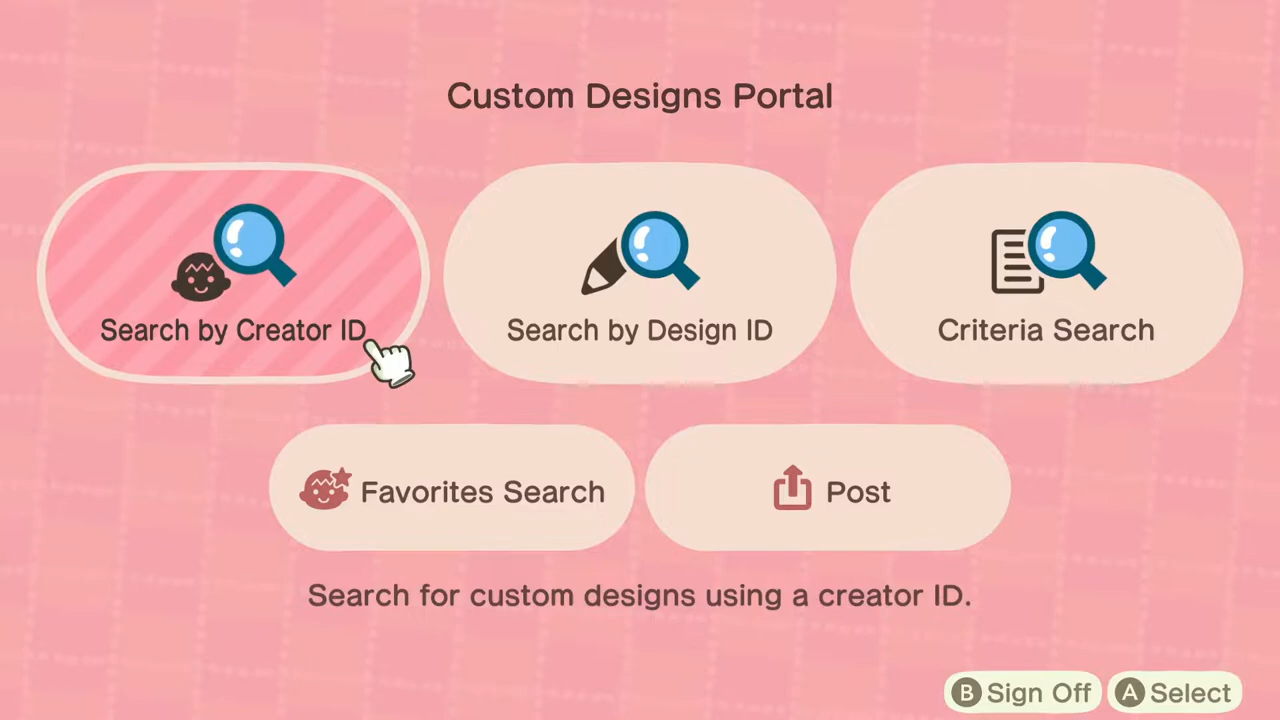 Custom Designs Portal
Search by Creator ID
Search by Design ID
Criteria Search
Favorites Search
Post
Search for custom designs using a creator ID.
B Sign Off
A Select